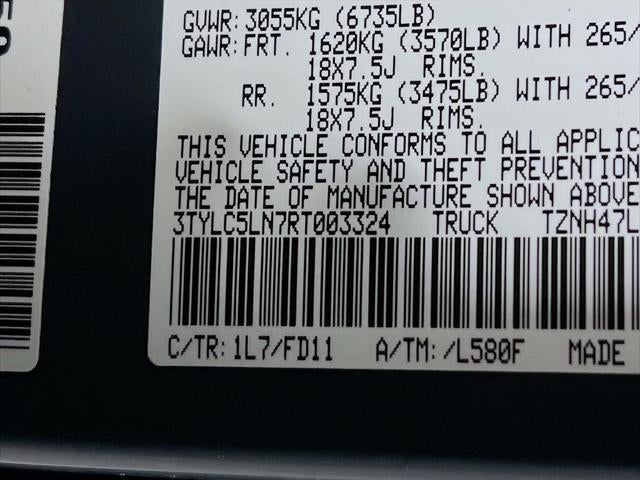 GVWR: 3055KG (6735LB)
GAWR: FRT. 1620KG (3570LB) WITH 265/
18X7.5J RIMS.
RR. 1575KG (3475LB) WITH 265/
18X7.5J RIMS.
THIS VEHICLE CONFORMS TO ALL APPLIC
VEHICLE SAFETY AND THEFT PREVENTION
THE DATE OF MANUFACTURE SHOWN ABOVE
3TYLC5LN7RT003324 TRUCK TZNH47L
C/TR: 1L7/FD11 A/TM: /L580F MADE